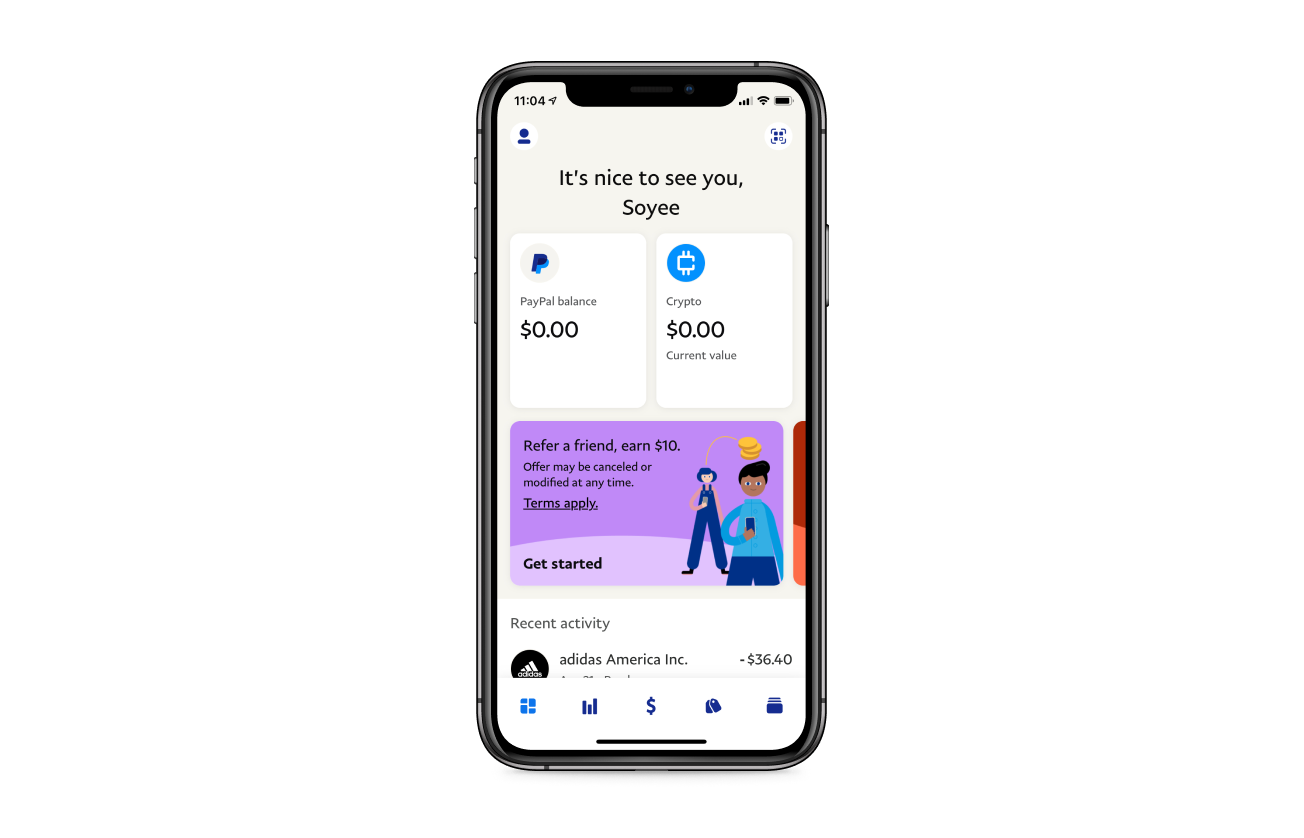 11:04
It's nice to see you,
Soyee
PayPal balance
$0.00
Crypto
$0.00
Current value
Refer a friend, earn $10.
Offer may be canceled or
modified at any time.
Terms apply.
Get started
Recent activity
adidas America Inc.
-$36.40
adidas